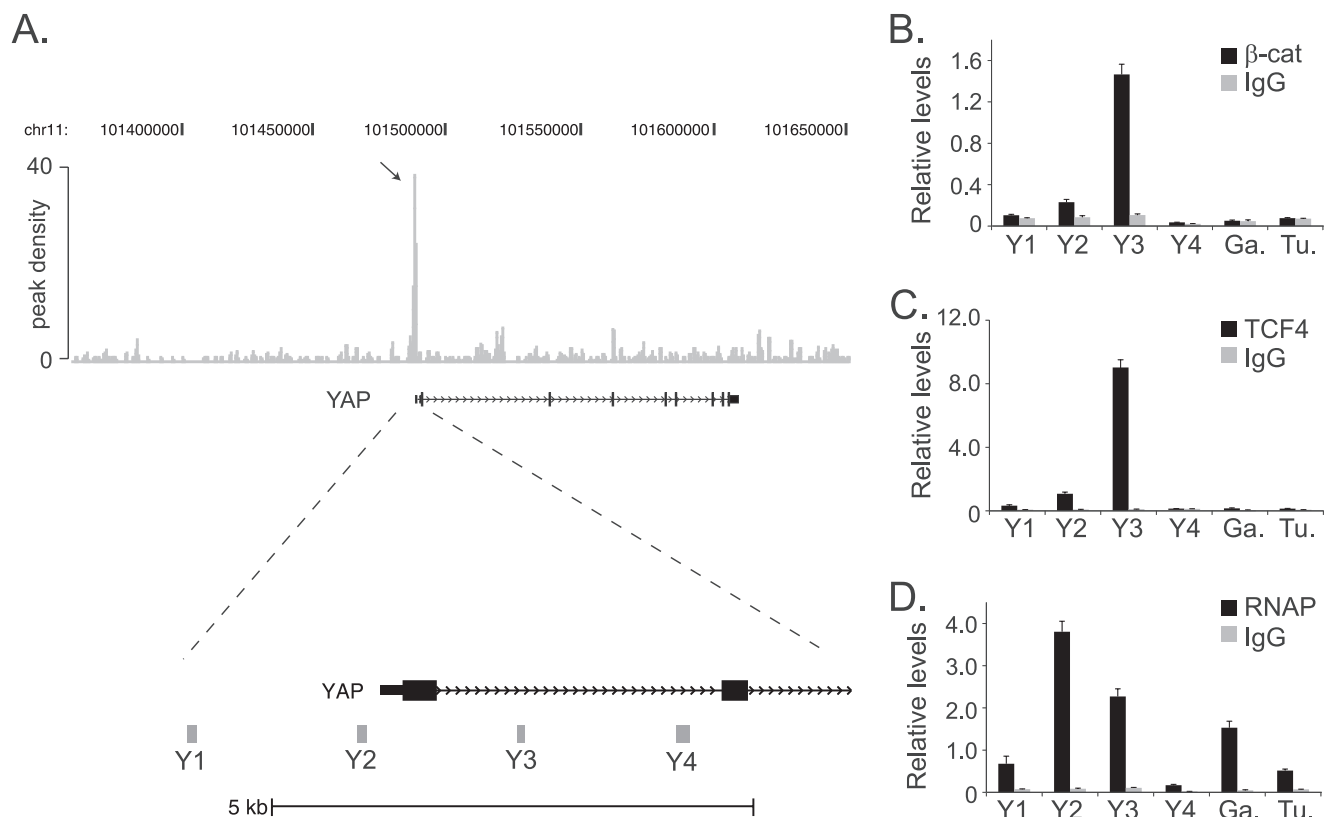 A.
chr11: 101400000 101450000 101500000 101550000 101600000 101650000
40
peak density
0
YAP
YAP
Y1 Y2 Y3 Y4
5 kb
B.
β-cat
IgG
Relative levels
1.6
1.2
0.8
0.4
0
Y1 Y2 Y3 Y4 Ga. Tu.
C.
TCF4
IgG
Relative levels
12.0
8.0
4.0
0
Y1 Y2 Y3 Y4 Ga. Tu.
D.
RNAP
IgG
Relative levels
4.0
3.0
2.0
1.0
0
Y1 Y2 Y3 Y4 Ga. Tu.